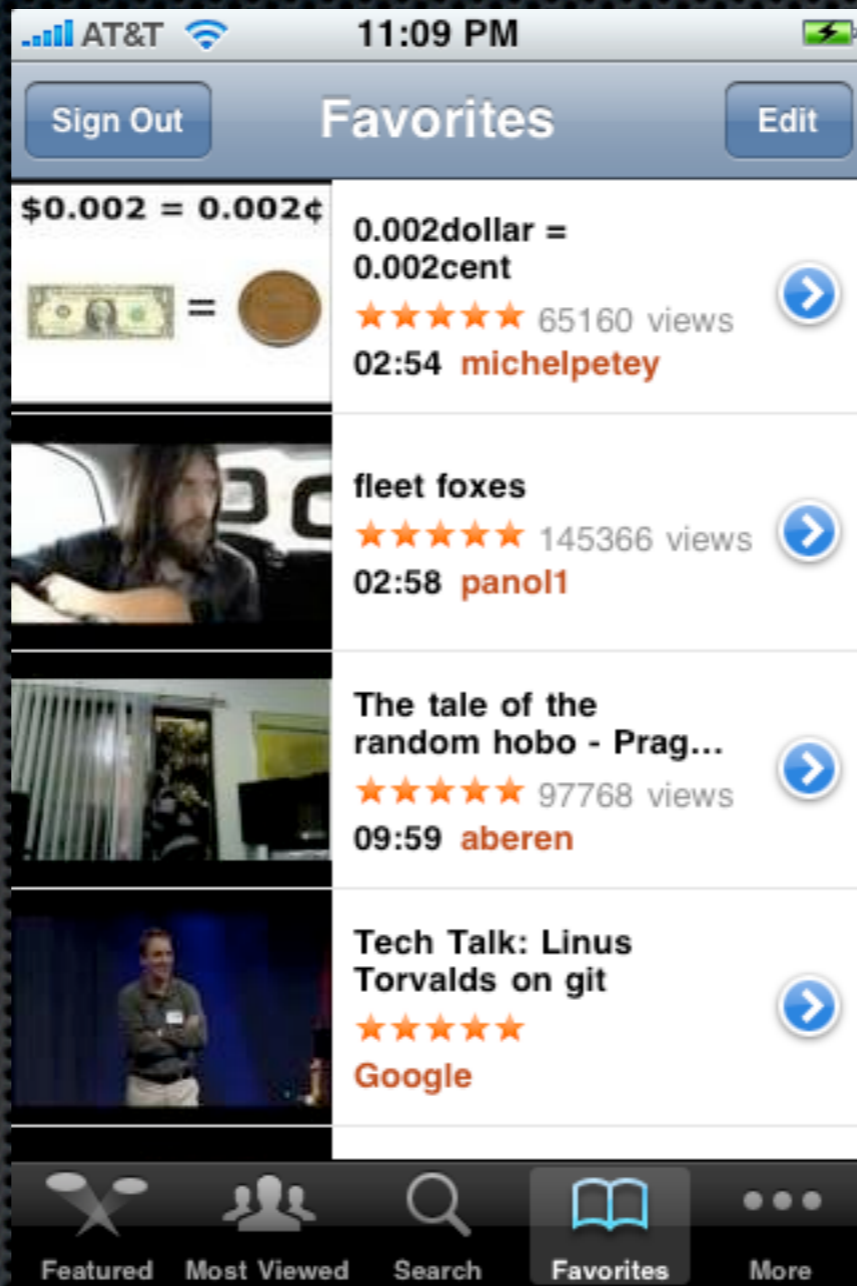 AT&T 11:09 PM
Sign Out Favorites Edit
$0.002 = 0.002¢
=
0.002dollar =
0.002cent
65160 views
02:54 michelpetey
fleet foxes
145366 views
02:58 panol1
The tale of the
random hobo - Prag...
97768 views
09:59 aberen
Tech Talk: Linus
Torvalds on git
Google
Featured Most Viewed Search Favorites More